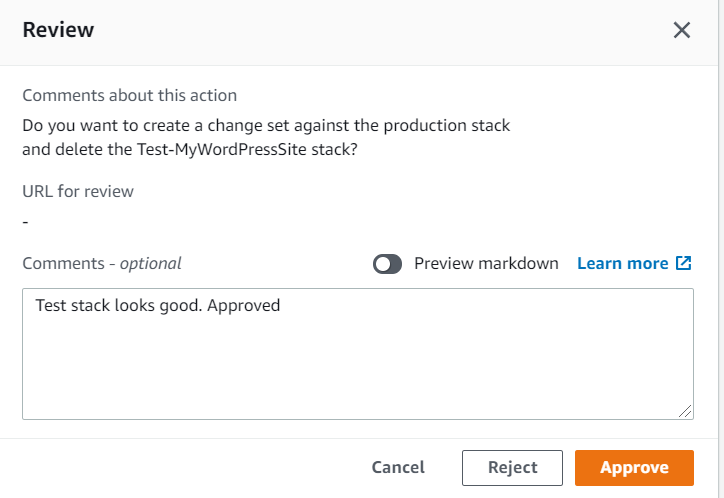 Review
Comments about this action
Do you want to create a change set against the production stack
and delete the Test-MyWordPressSite stack?
URL for review
-
Comments - optional
Preview markdown
Learn more
Test stack looks good. Approved
Cancel
Reject
Approve